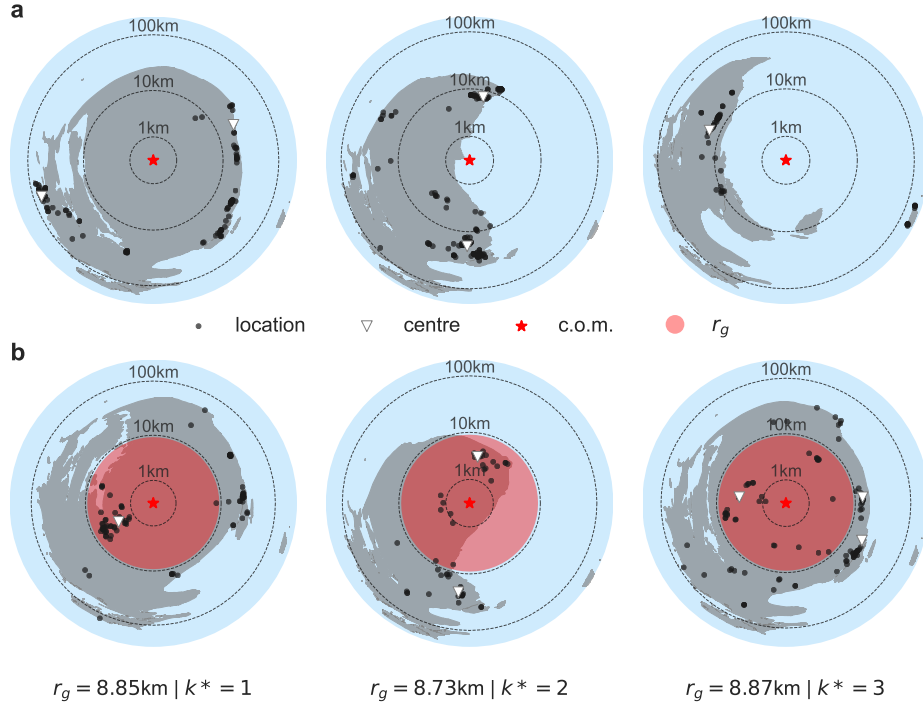 a
100km 10km 1km
100km 10km 1km
100km 10km 1km
location centre c.o.m. r_g
b
100km 10km 1km
100km 10km 1km
100km 10km 1km
r_g = 8.85km | k* = 1
r_g = 8.73km | k* = 2
r_g = 8.87km | k* = 3